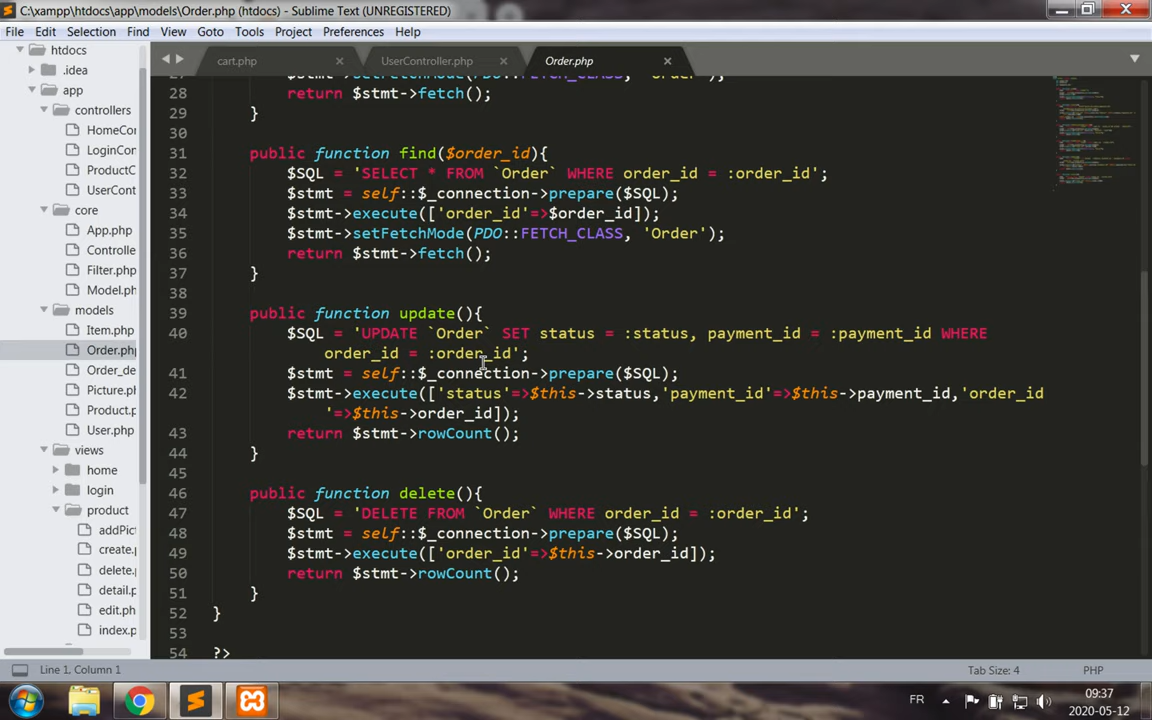 C:\xampp\htdocs\app\models\Order.php (htdocs) - Sublime Text (UNREGISTERED)
File Edit Selection Find View Goto Tools Project Preferences Help
htdocs
.idea
app
controllers
HomeCon
LoginCon
ProductC
UserCont
core
App.php
Controlle
Filter.php
Model.ph
models
Item.php
Order.php
Order_de
Picture.ph
Product.p
User.php
views
home
login
product
addPict
create.p
delete.p
detail.p
edit.ph
index.p
cart.php UserController.php Order.php
28 return $stmt->fetch();
29 }
30
31 public function find($order_id){
32 $SQL = 'SELECT * FROM `Order` WHERE order_id = :order_id';
33 $stmt = self::$_connection->prepare($SQL);
34 $stmt->execute(['order_id'=>$order_id]);
35 $stmt->setFetchMode(PDO::FETCH_CLASS, 'Order');
36 return $stmt->fetch();
37 }
38
39 public function update(){
40 $SQL = 'UPDATE `Order` SET status = :status, payment_id = :payment_id WHERE
order_id = :order_id';
41 $stmt = self::$_connection->prepare($SQL);
42 $stmt->execute(['status'=>$this->status,'payment_id'=>$this->payment_id,'order_id
'=>$this->order_id]);
43 return $stmt->rowCount();
44 }
45
46 public function delete(){
47 $SQL = 'DELETE FROM `Order` WHERE order_id = :order_id';
48 $stmt = self::$_connection->prepare($SQL);
49 $stmt->execute(['order_id'=>$this->order_id]);
50 return $stmt->rowCount();
51 }
52 }
53
54 ?>
Line 1, Column 1 Tab Size: 4 PHP
FR
09:37
2020-05-12